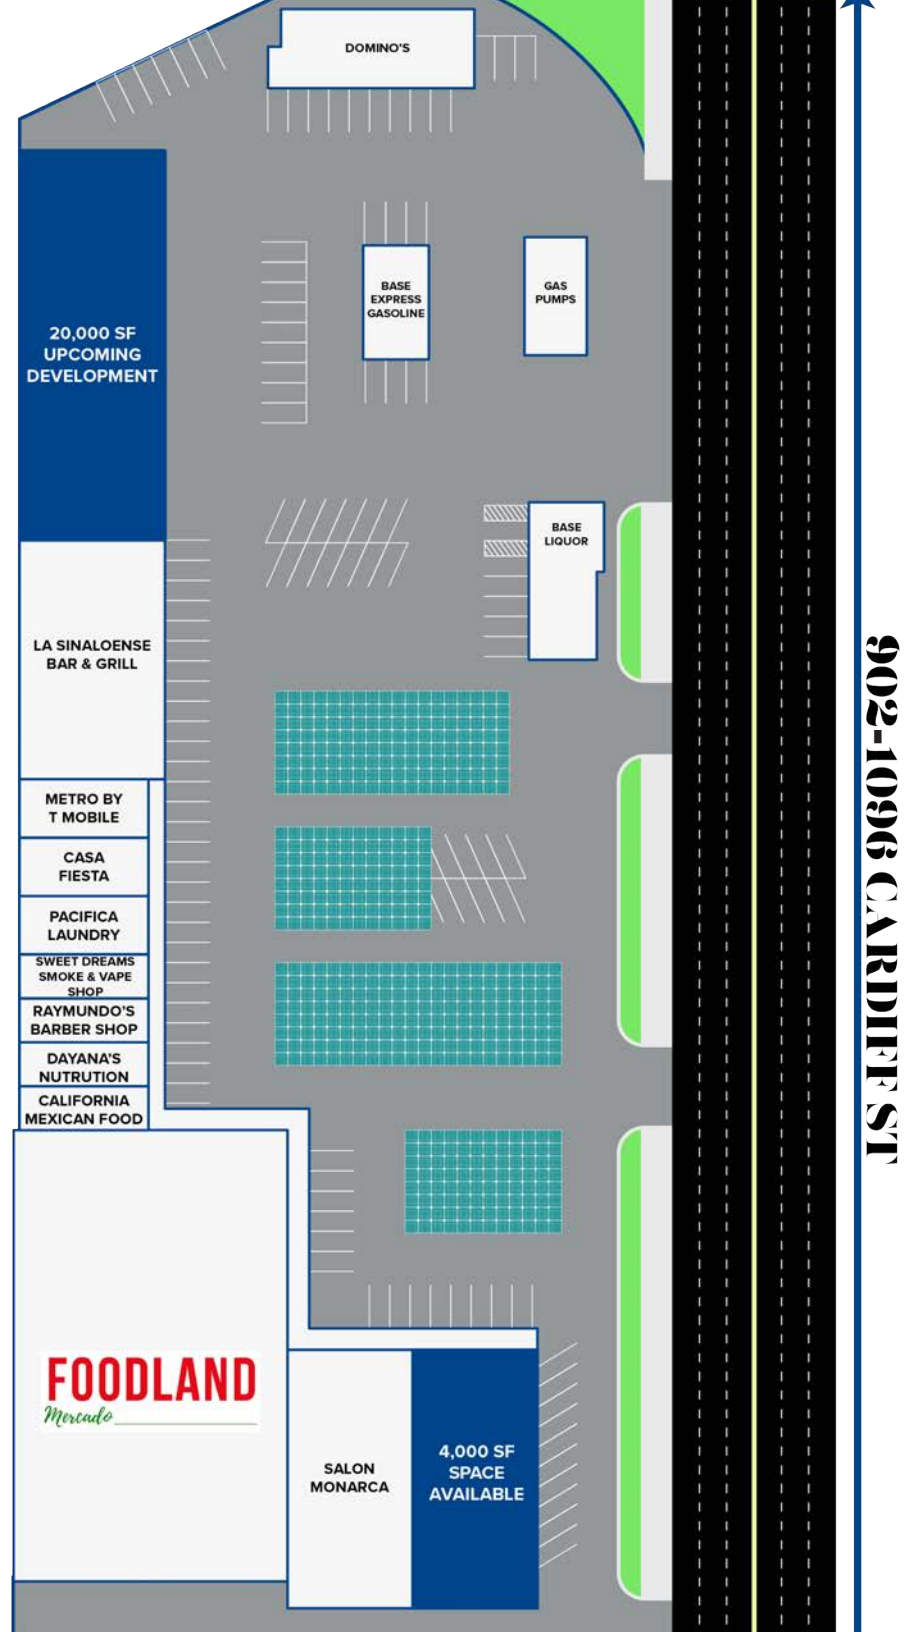 DOMINO'S
BASE
EXPRESS
GASOLINE
GAS
PUMPS
20,000 SF
UPCOMING
DEVELOPMENT
BASE
LIQUOR
LA SINALOENSE
BAR & GRILL
METRO BY
T MOBILE
CASA
FIESTA
PACIFICA
LAUNDRY
SWEET DREAMS
SMOKE & VAPE
SHOP
RAYMUNDO'S
BARBER SHOP
DAYANA'S
NUTRUTION
CALIFORNIA
MEXICAN FOOD
FOODLAND
Mercado
SALON
MONARCA
4,000 SF
SPACE
AVAILABLE
902-1096 CARDIFF ST